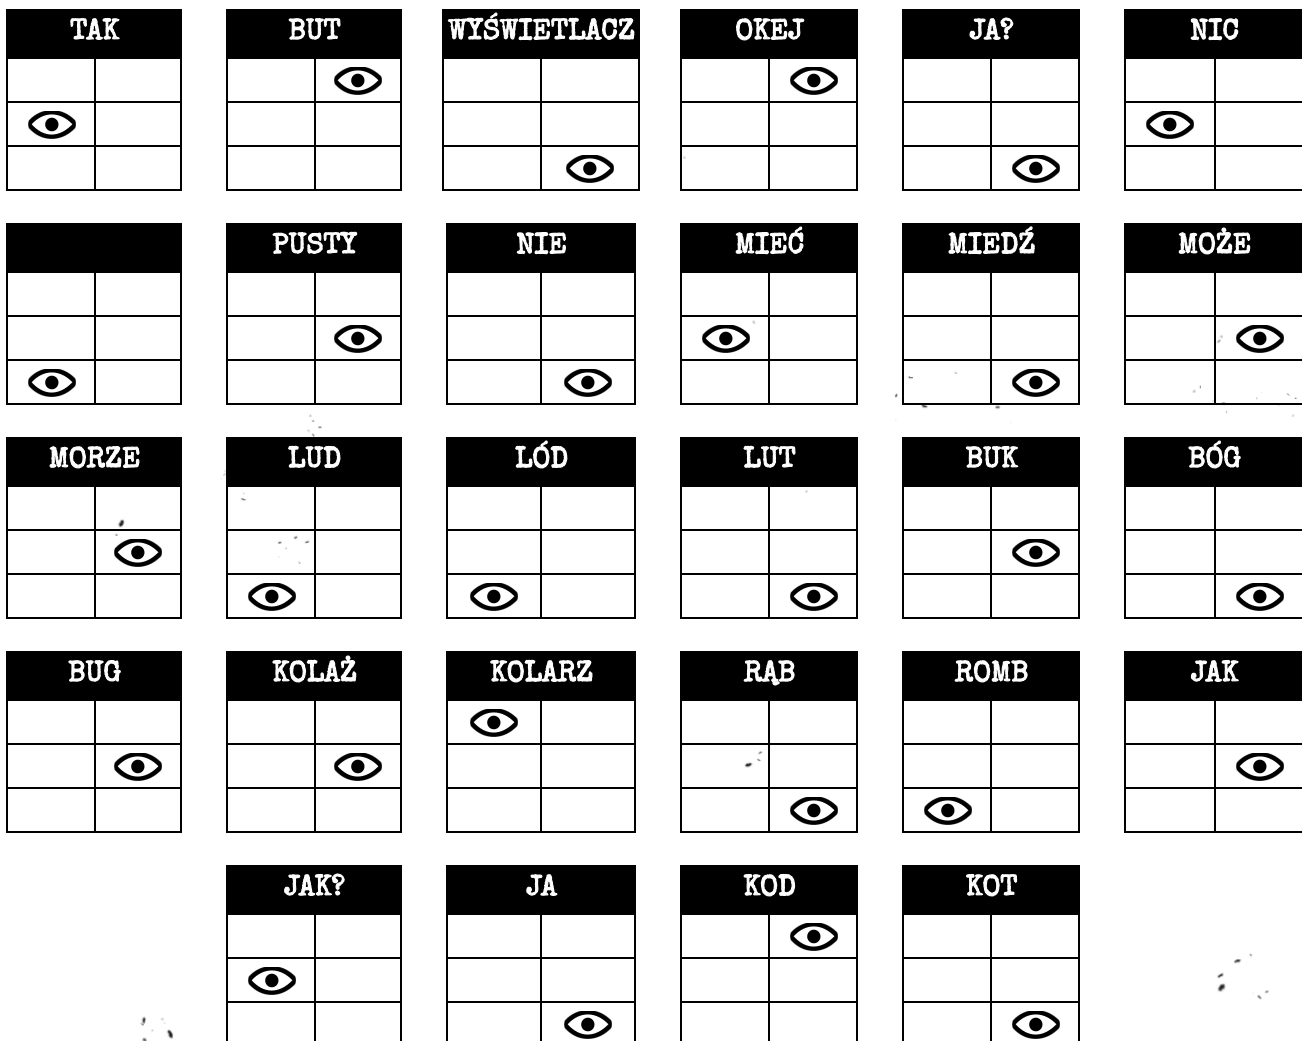 TAK BUT WYŚWIETLACZ OKEJ JA? NIC
PUSTY NIE MIEĆ MIEDŹ MOŻE
MORZE LUD LÓD LUT BUK BÓG
BUG KOLAŻ KOLARZ RĄB ROMB JAK
JAK? JA KOD KOT